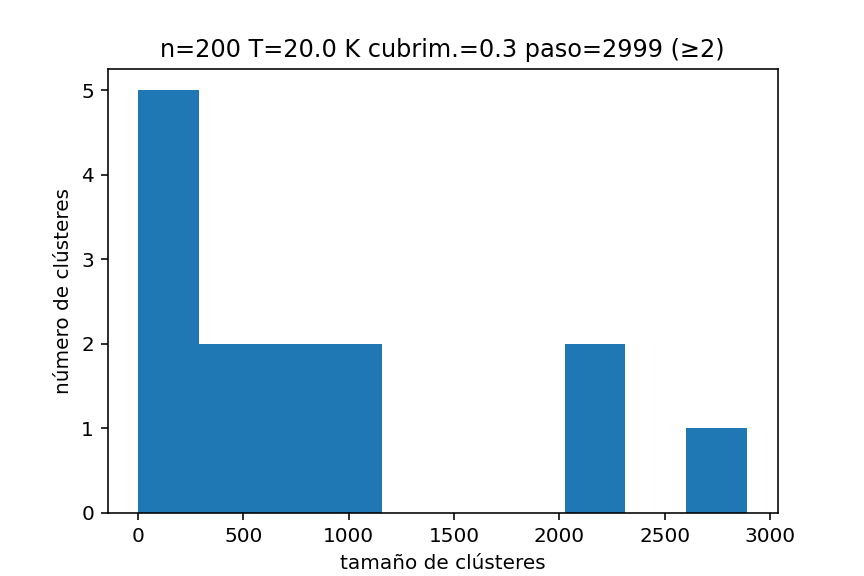 n=200 T=20.0 K cubrim.=0.3 paso=2999 (≥2)
número de clústeres
5
4
3
2
1
0
0 500 1000 1500 2000 2500 3000
tamaño de clústeres